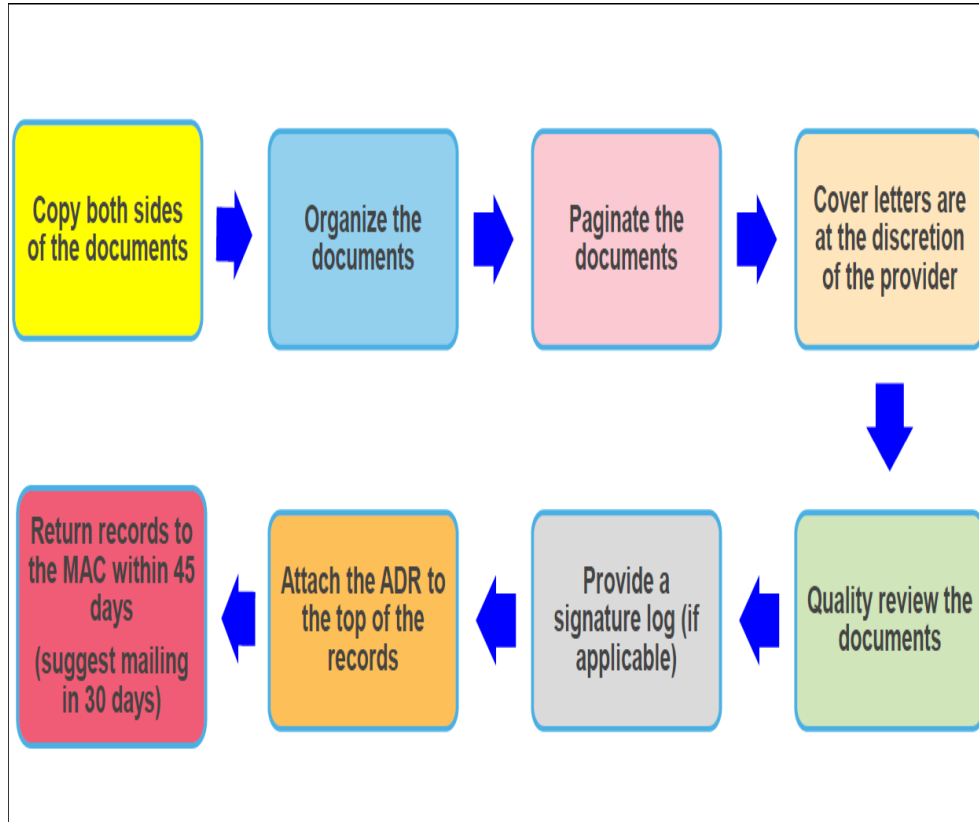 Copy both sides
of the documents
Organize the
documents
Paginate the
documents
Cover letters are
at the discretion
of the provider
Quality review the
documents
Provide a
signature log (if
applicable)
Attach the ADR to
the top of the
records
Return records to
the MAC within 45
days
(suggest mailing
in 30 days)